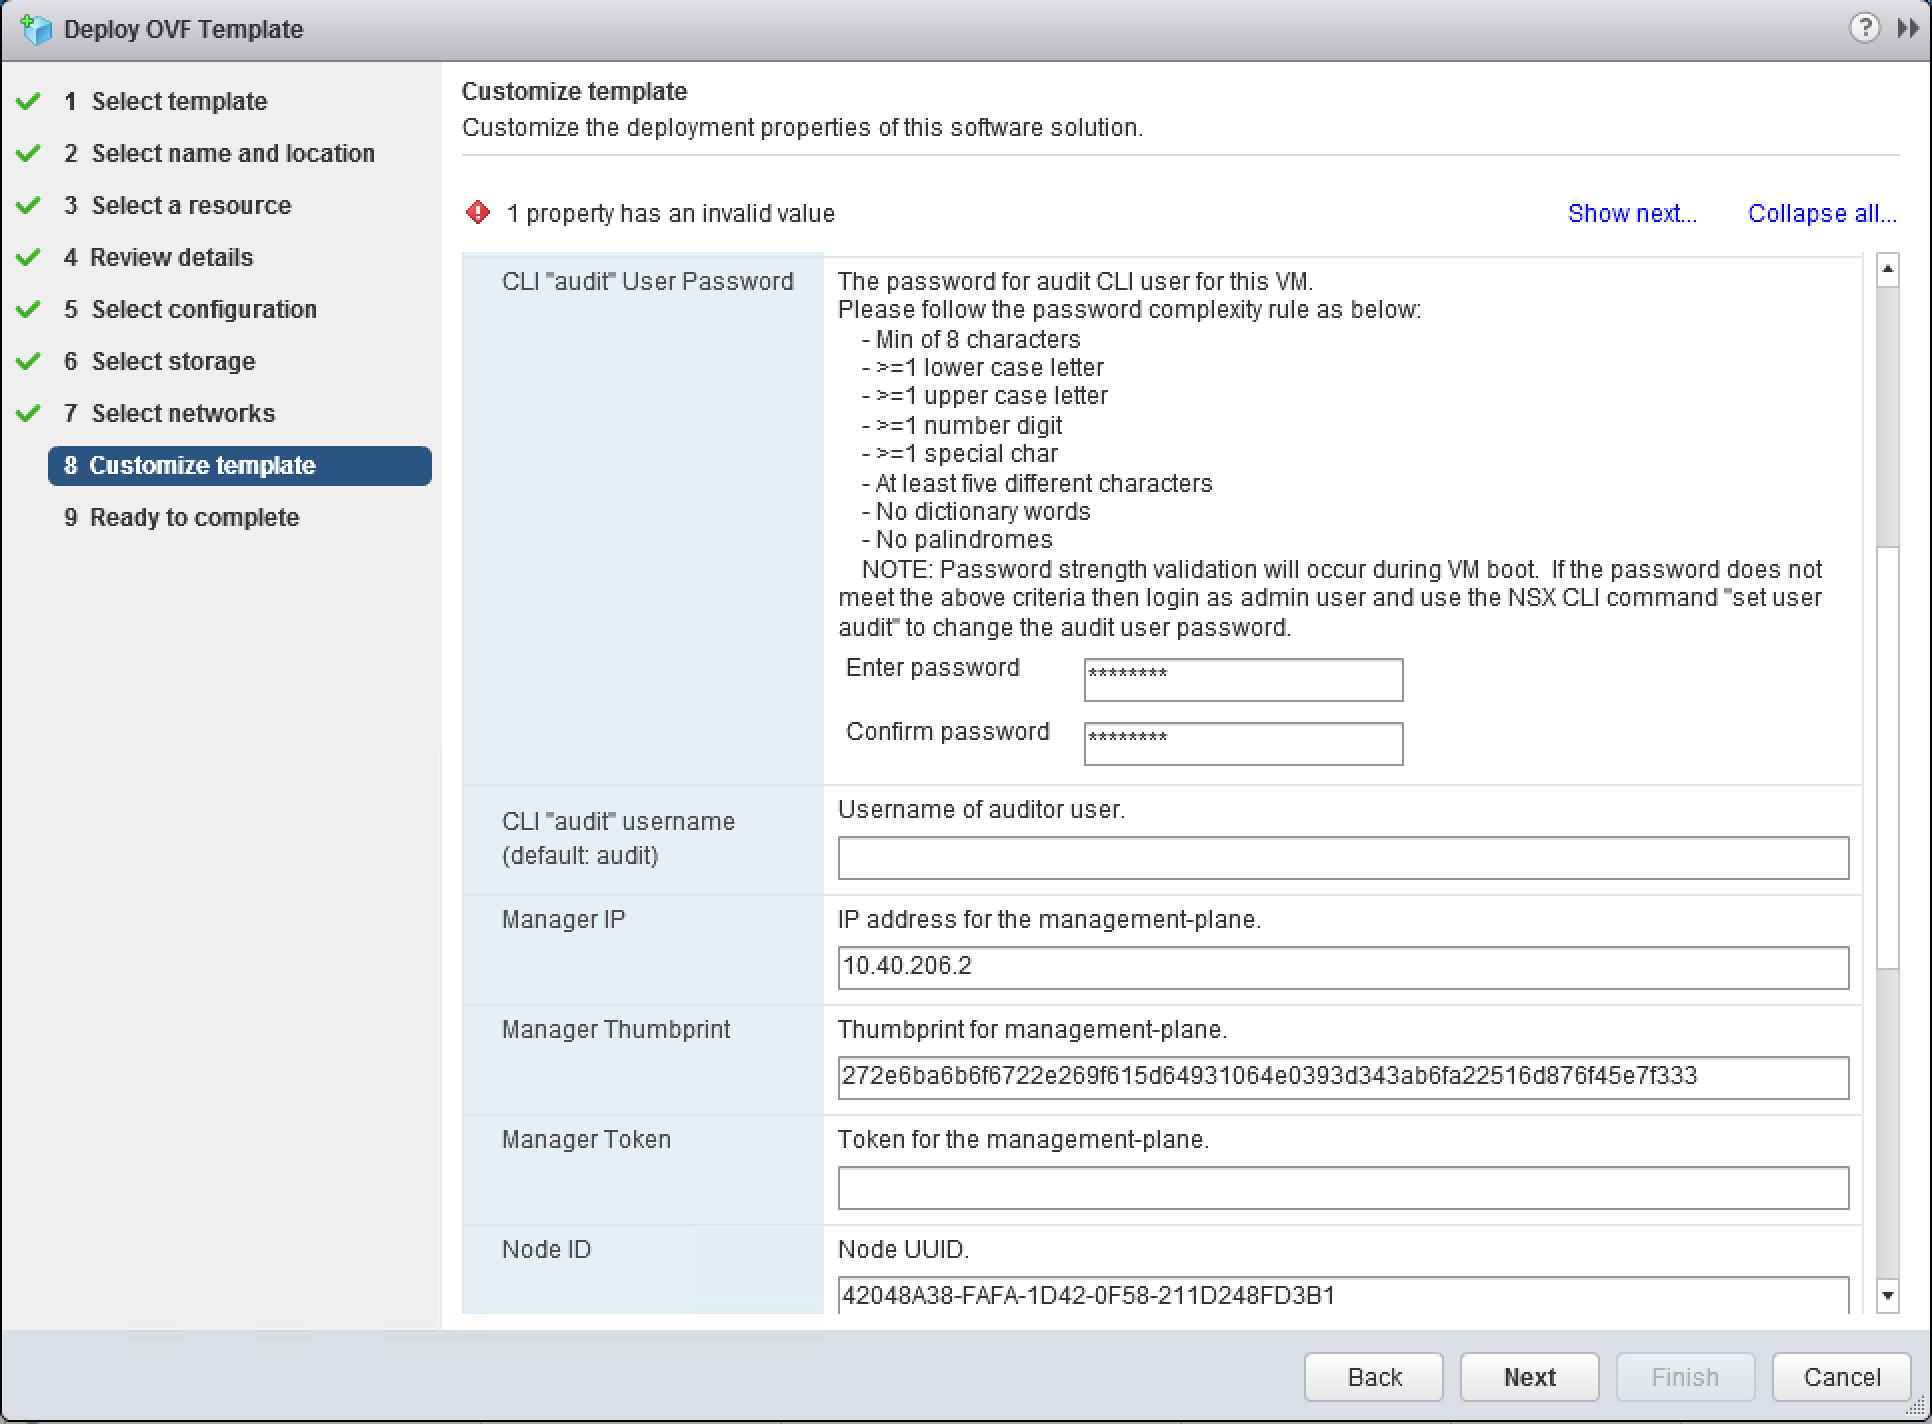 Deploy OVF Template
?
1 Select template
2 Select name and location
3 Select a resource
4 Review details
5 Select configuration
6 Select storage
7 Select networks
8 Customize template
9 Ready to complete
Customize template
Customize the deployment properties of this software solution.
1 property has an invalid value
Show next...
Collapse all...
CLI "audit" User Password
The password for audit CLI user for this VM.
Please follow the password complexity rule as below:
- Min of 8 characters
- >=1 lower case letter
- >=1 upper case letter
- >=1 number digit
- >=1 special char
- At least five different characters
- No dictionary words
- No palindromes
NOTE: Password strength validation will occur during VM boot. If the password does not
meet the above criteria then login as admin user and use the NSX CLI command "set user
audit" to change the audit user password.
Enter password
********
Confirm password
********
CLI "audit" username
(default: audit)
Username of auditor user.
Manager IP
IP address for the management-plane.
10.40.206.2
Manager Thumbprint
Thumbprint for management-plane.
272e6ba6b6f6722e269f615d64931064e0393d343ab6fa22516d876f45e7f333
Manager Token
Token for the management-plane.
Node ID
Node UUID.
42048A38-FAFA-1D42-0F58-211D248FD3B1
Back
Next
Finish
Cancel